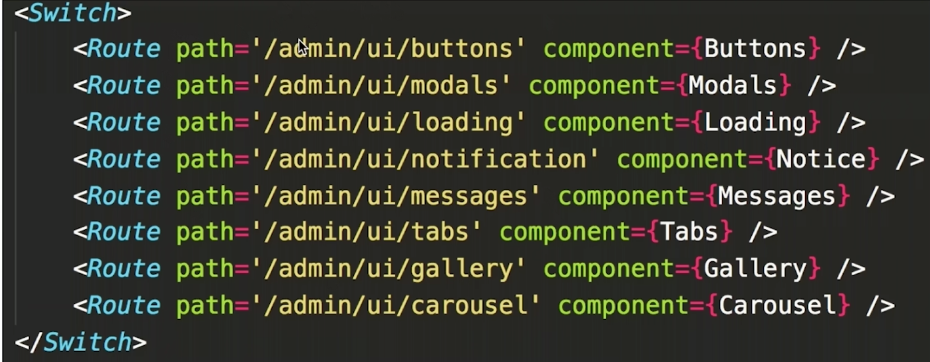 <Switch>
    <Route path='/admin/ui/buttons' component={Buttons} />
    <Route path='/admin/ui/modals' component={Modals} />
    <Route path='/admin/ui/loading' component={Loading} />
    <Route path='/admin/ui/notification' component={Notice} />
    <Route path='/admin/ui/messages' component={Messages} />
    <Route path='/admin/ui/tabs' component={Tabs} />
    <Route path='/admin/ui/gallery' component={Gallery} />
    <Route path='/admin/ui/carousel' component={Carousel} />
</Switch>